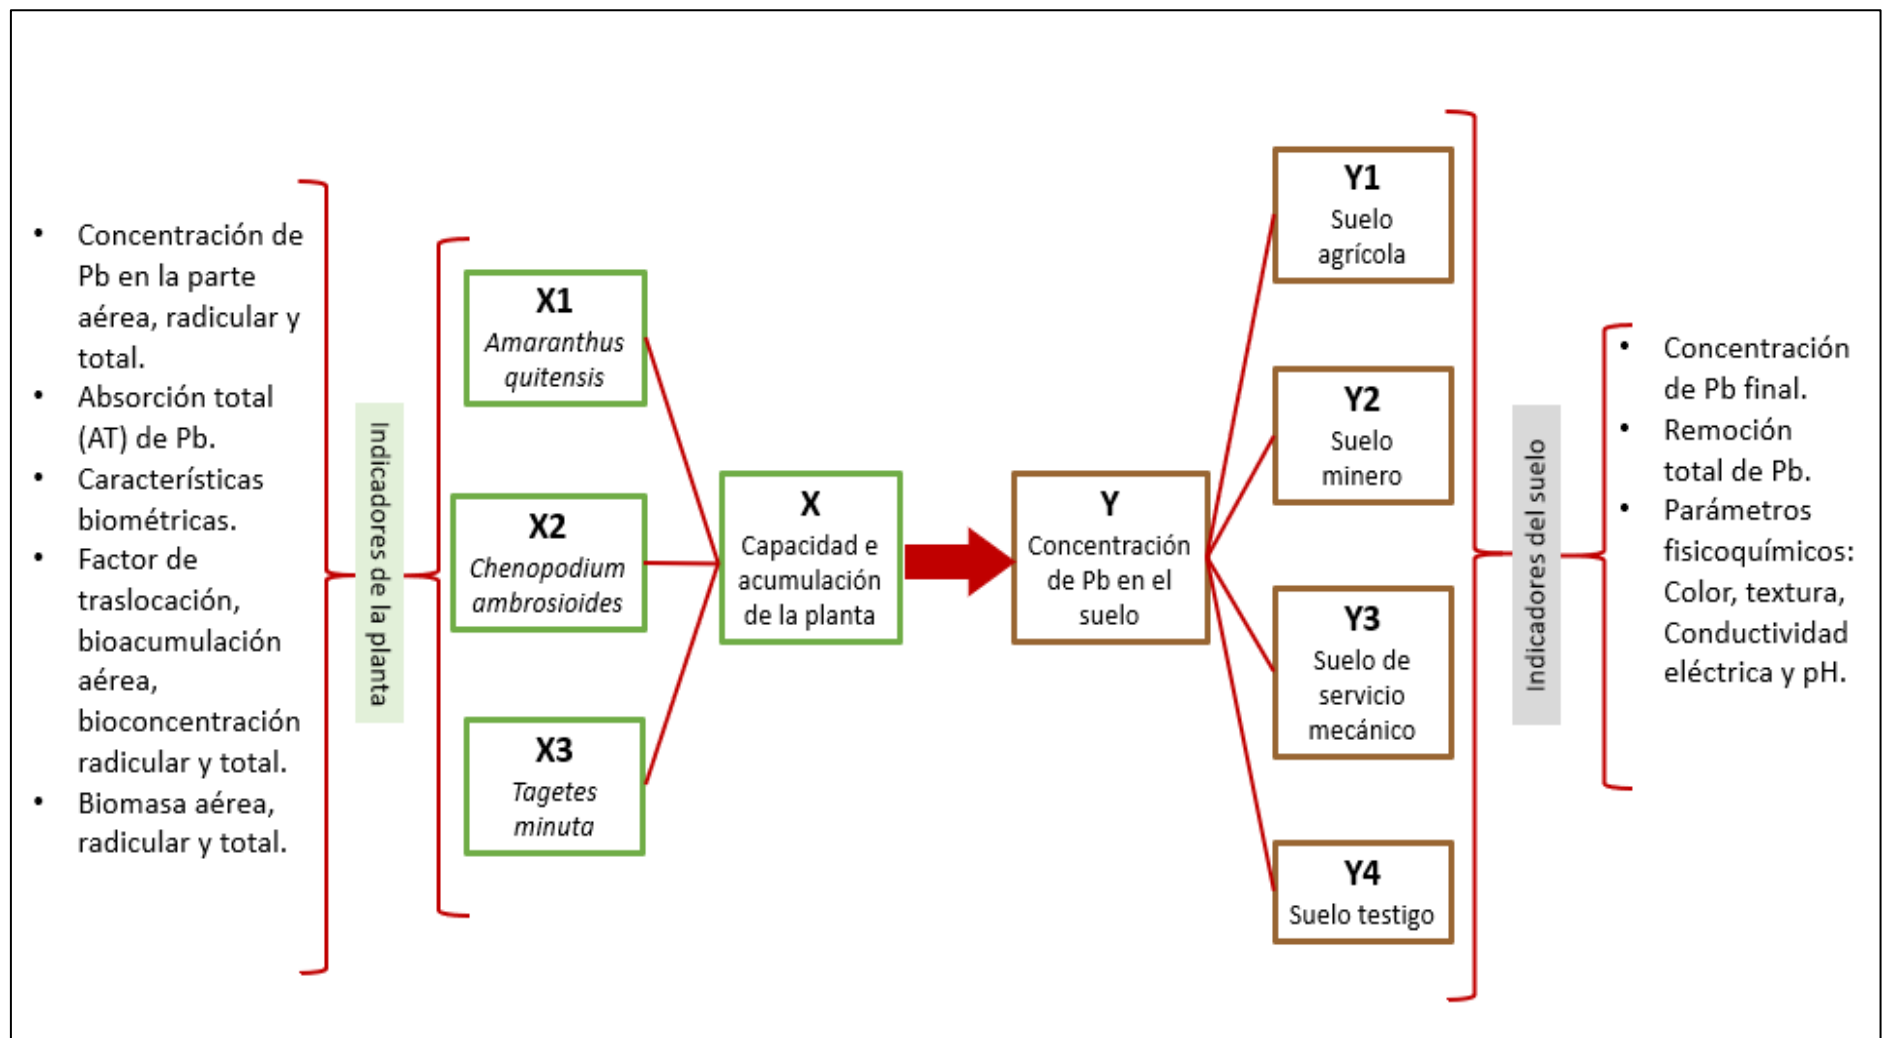 • Concentración de
Pb en la parte
aérea, radicular y
total.
• Absorción total
(AT) de Pb.
• Características
biométricas.
• Factor de
traslocación,
bioacumulación
aérea,
bioconcentración
radicular y total.
• Biomasa aérea,
radicular y total.
Indicadores de la planta
X1
Amaranthus
quitensis
X2
Chenopodium
ambrosioides
X3
Tagetes
minuta
X
Capacidad e
acumulación
de la planta
Y
Concentración
de Pb en el
suelo
Y1
Suelo
agrícola
Y2
Suelo
minero
Y3
Suelo de
servicio
mecánico
Y4
Suelo testigo
Indicadores del suelo
• Concentración
de Pb final.
• Remoción
total de Pb.
• Parámetros
fisicoquímicos:
Color, textura,
Conductividad
eléctrica y pH.